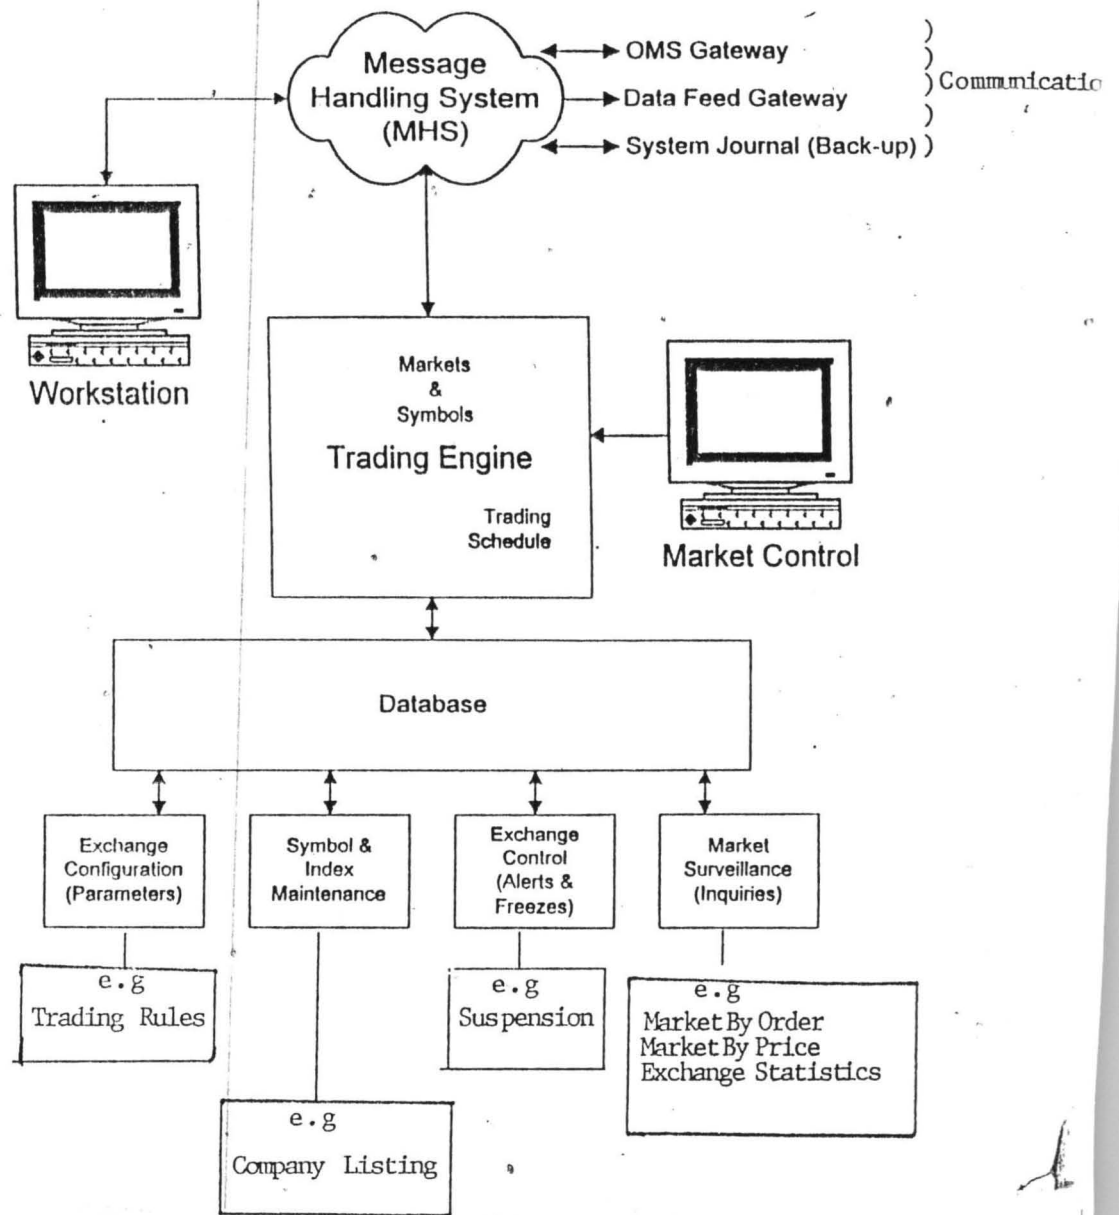 Message
Handling System
(MHS)
OMS Gateway )
)
Data Feed Gateway ) Communicatio
)
System Journal (Back-up) )
Workstation
Markets
&
Symbols
Trading Engine
Trading
Schedule
Market Control
Database
Exchange
Configuration
(Parameters)
Symbol &
Index
Maintenance
Exchange
Control
(Alerts &
Freezes)
Market
Surveillance
(Inquiries)
e.g
Trading Rules
e.g
Company Listing
e.g
Suspension
e.g
Market By Order
Market By Price
Exchange Statistics